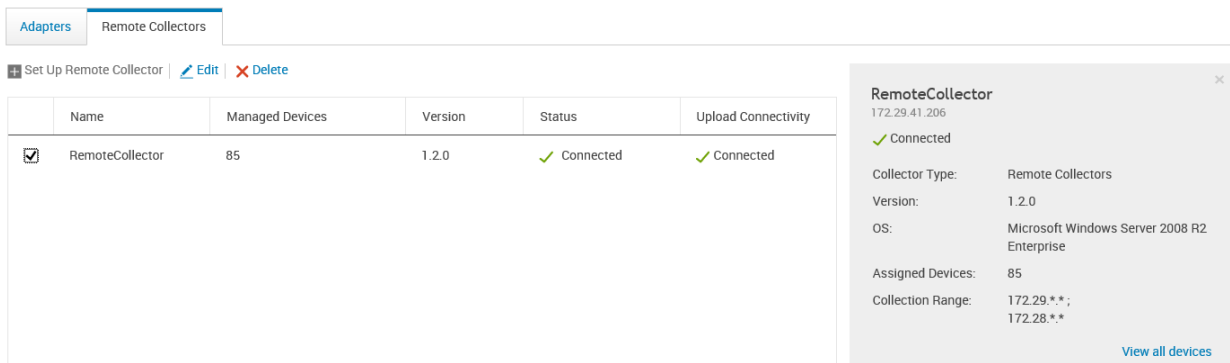 Adapters
Remote Collectors
Set Up Remote Collector
Edit
Delete
Name
Managed Devices
Version
Status
Upload Connectivity
RemoteCollector
85
1.2.0
Connected
Connected
RemoteCollector
172.29.41.206
Connected
Collector Type: Remote Collectors
Version: 1.2.0
OS: Microsoft Windows Server 2008 R2
Enterprise
Assigned Devices: 85
Collection Range: 172.29.*.* ;
172.28.*.*
View all devices